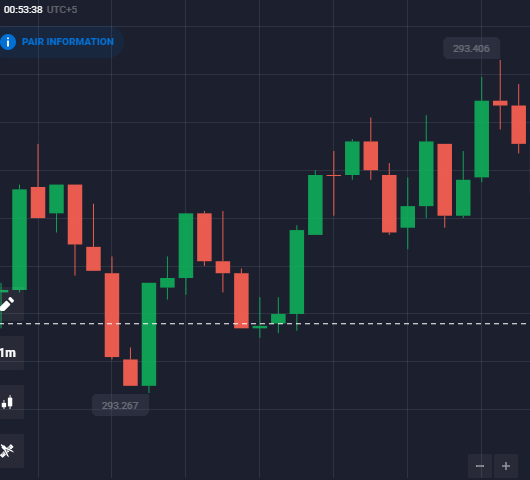 00:53:38 UTC+5
PAIR INFORMATION
293.406
1m
293.267